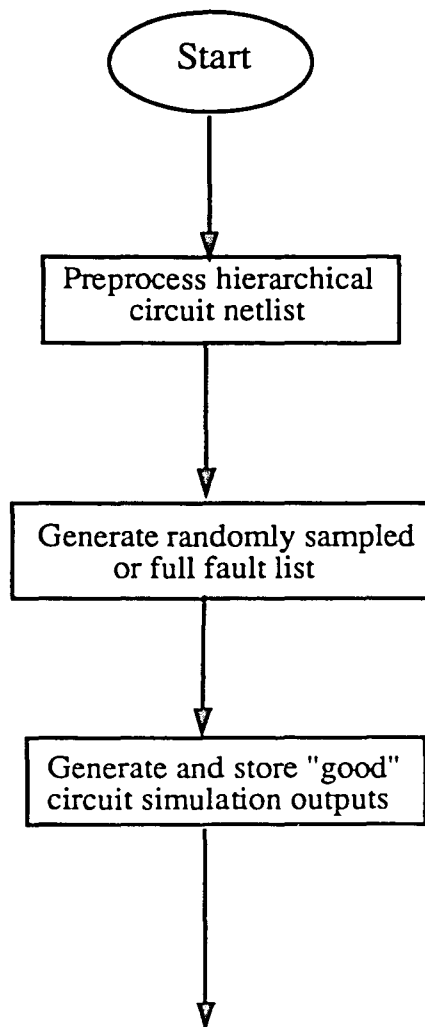 Start
Preprocess hierarchical
circuit netlist
Generate randomly sampled
or full fault list
Generate and store "good"
circuit simulation outputs